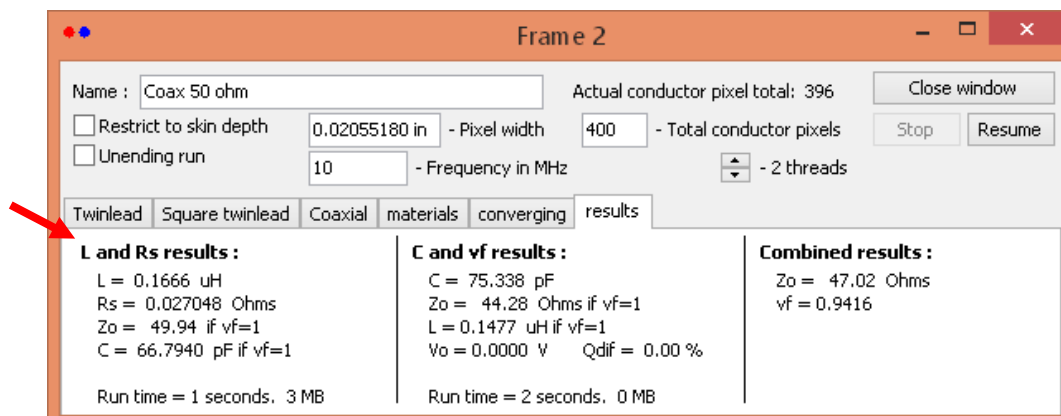 Frame 2
Name : Coax 50 ohm Actual conductor pixel total: 396 Close window
Restrict to skin depth 0.02055180 in - Pixel width 400 - Total conductor pixels Stop Resume
Unending run 10 - Frequency in MHz - 2 threads
Twinlead Square twinlead Coaxial materials converging results
L and Rs results :
L = 0.1666 uH
Rs = 0.027048 Ohms
Zo = 49.94 if vf=1
C = 66.7940 pF if vf=1
Run time = 1 seconds. 3 MB
C and vf results :
C = 75.338 pF
Zo = 44.28 Ohms if vf=1
L = 0.1477 uH if vf=1
Vo = 0.0000 V Qdif = 0.00 %
Run time = 2 seconds. 0 MB
Combined results :
Zo = 47.02 Ohms
vf = 0.9416